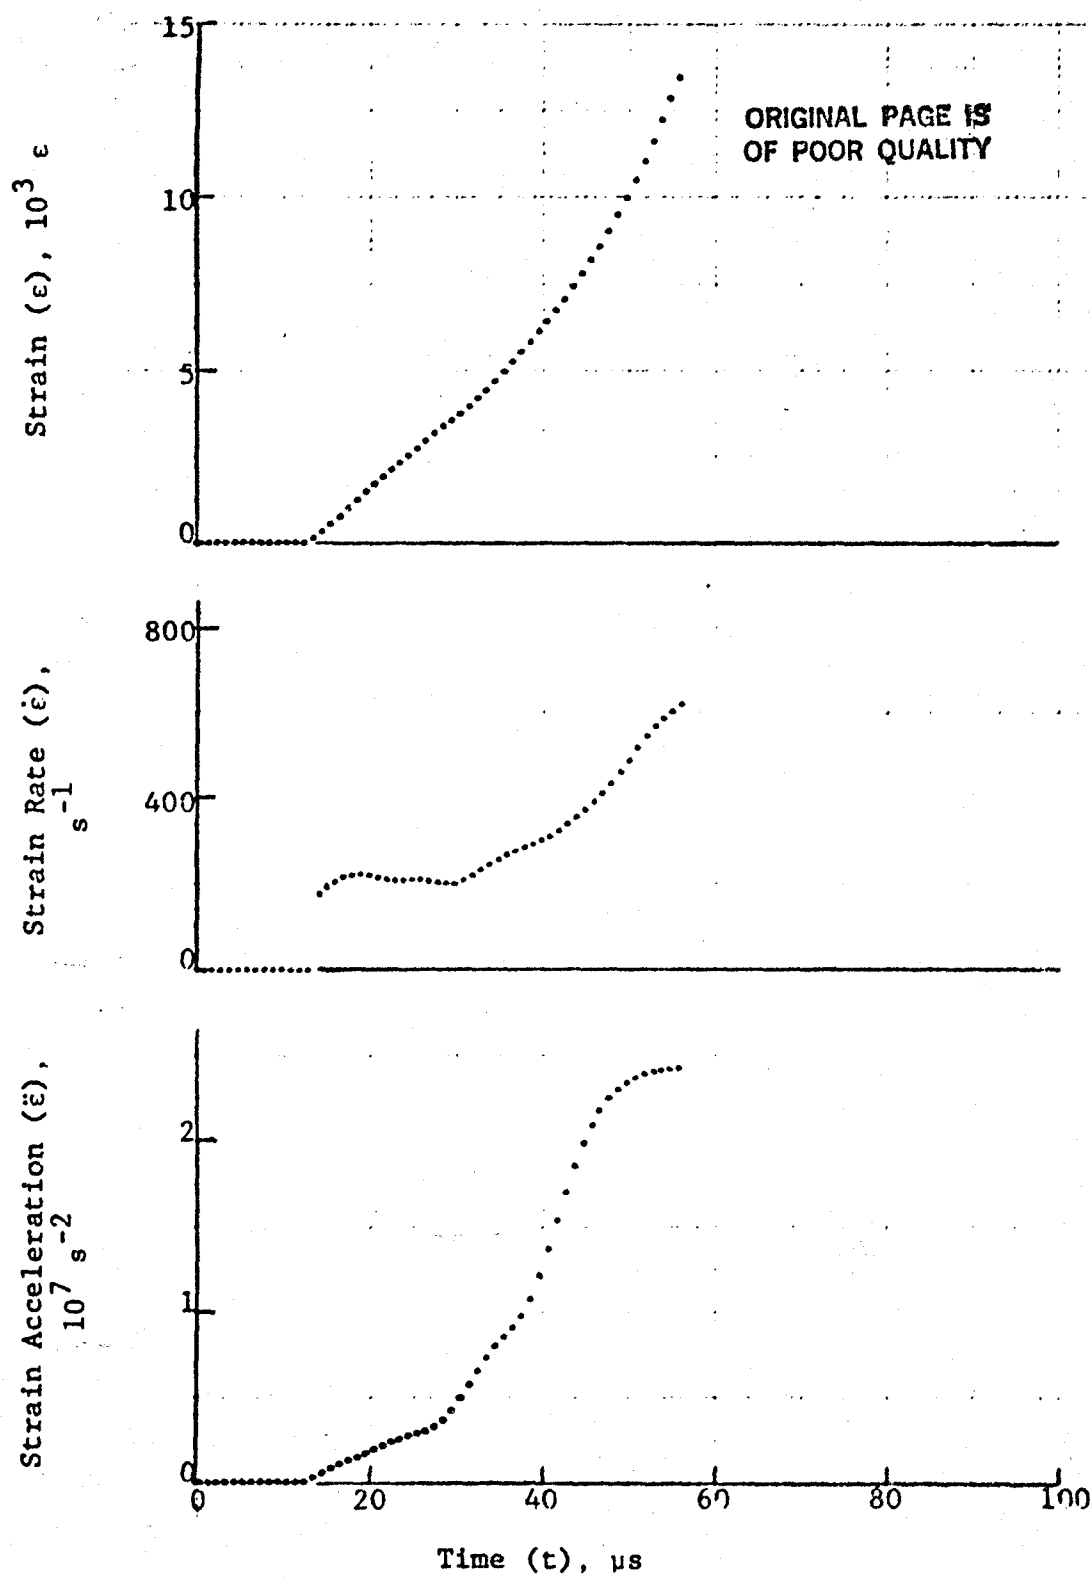 15
10
5
0
Strain (ε), 10³ ε
ORIGINAL PAGE IS
OF POOR QUALITY
800
400
0
Strain Rate (ε̇),
s⁻¹
2
1
0
Strain Acceleration (ε̈),
10⁷ s⁻²
0 20 40 60 80 100
Time (t), μs